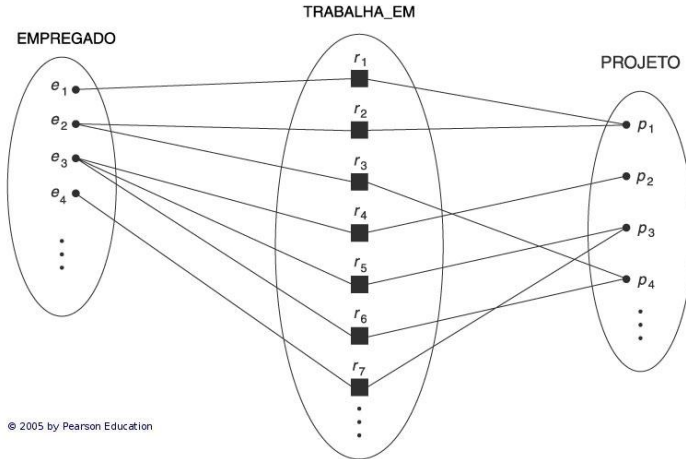 EMPREGADO
e1
e2
e3
e4
TRABALHA_EM
r1
r2
r3
r4
r5
r6
r7
PROJETO
p1
p2
p3
p4
© 2005 by Pearson Education